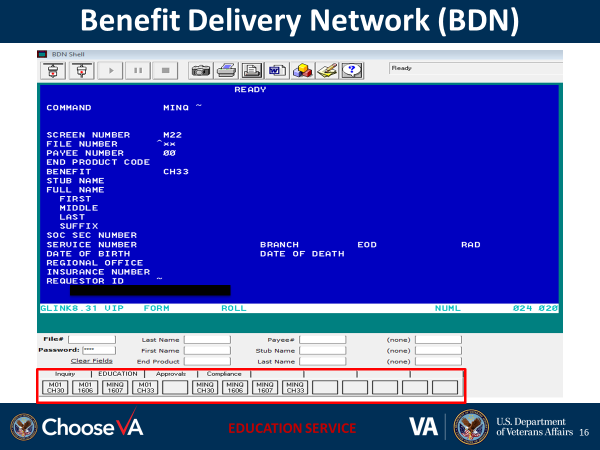 Benefit Delivery Network (BDN)
BDN Shell
Ready
READY
COMMAND MINQ ~
SCREEN NUMBER M22
FILE NUMBER ^**
PAYEE NUMBER 00
END PRODUCT CODE
BENEFIT CH33
STUB NAME
FULL NAME
FIRST
MIDDLE
LAST
SUFFIX
SOC SEC NUMBER
SERVICE NUMBER BRANCH EOD RAD
DATE OF BIRTH DATE OF DEATH
REGIONAL OFFICE
INSURANCE NUMBER
REQUESTOR ID ~
GLINK8.31 VIP FORM ROLL NUML 024 020
File# Last Name Payee# (none)
Password: **** First Name Stub Name (none)
Clear Fields End Product Last Name (none)
Inquiry | EDUCATION | Approvals | Compliance
M01 CH30 M01 1606 MINQ 1607 M01 CH33 MINQ CH30 MINQ 1606 MINQ 1607 MINQ CH33
Choose VA
EDUCATION SERVICE
VA
U.S. Department
of Veterans Affairs
16